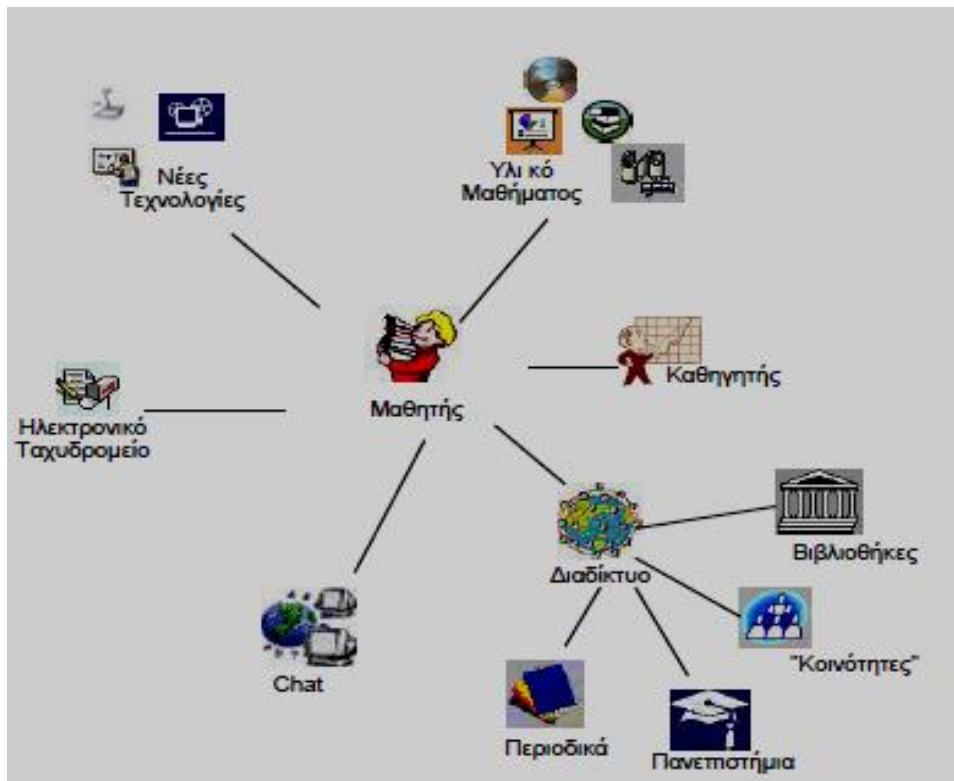 Νέες
Τεχνολογίες
Υλι κό
Μαθήματος
Καθηγητής
Μαθητής
Ηλεκτρονικό
Ταχυδρομείο
Διαδίκτυο
Βιβλιοθήκες
"Κοινότητες"
Chat
Περιοδικά
Πανεπιστήμια